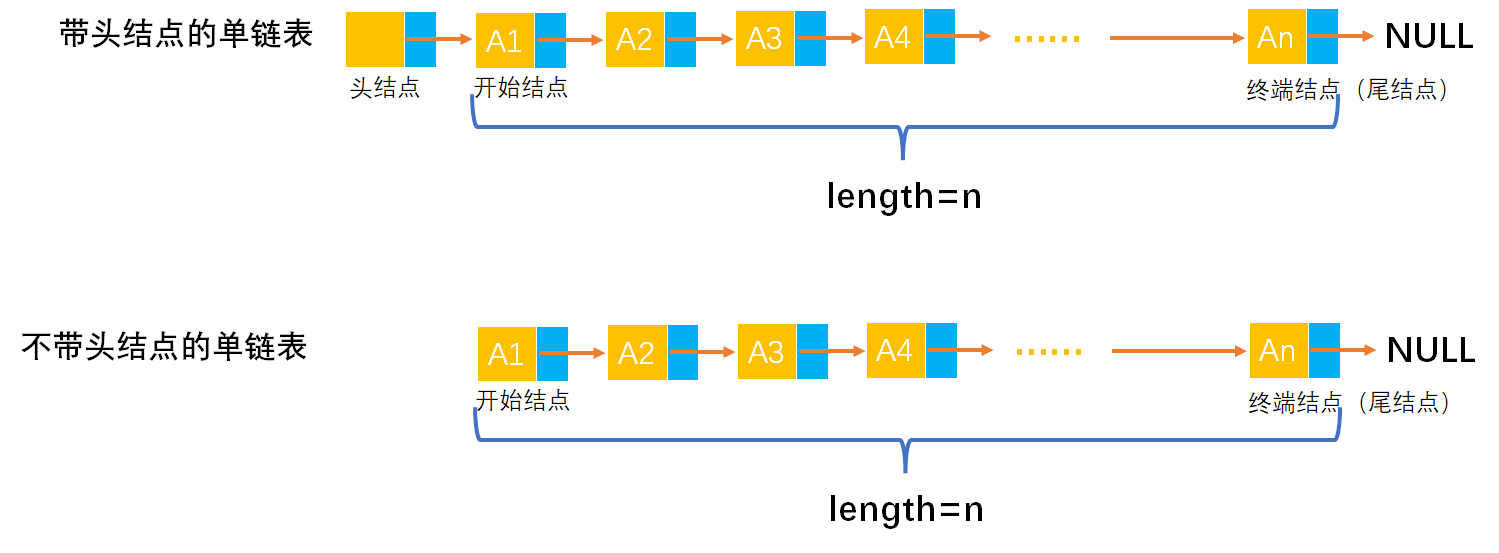 带头结点的单链表
A1 A2 A3 A4 ...... An NULL
头结点 开始结点 终端结点（尾结点）
length=n
不带头结点的单链表
A1 A2 A3 A4 ...... An NULL
开始结点 终端结点（尾结点）
length=n